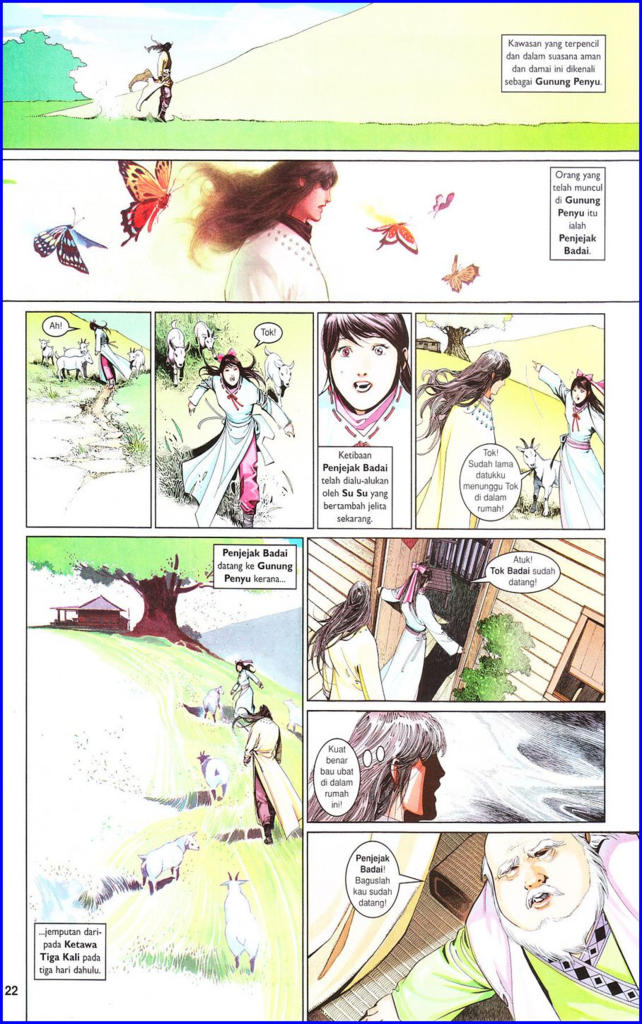 Kawasan yang terpencil
dan dalam suasana aman
dan damai ini dikenali
sebagai Gunung Penyu.
Orang yang
telah muncul
di Gunung
Penyu itu
ialah
Penjejak
Badai.
Ah!
Tok!
Ketibaan
Penjejak Badai
telah dialu-alukan
oleh Su Su yang
bertambah jelita
sekarang.
Tok!
Sudah lama
datukku
menunggu Tok
di dalam
rumah!
Penjejak Badai
datang ke Gunung
Penyu kerana...
...jemputan dari-
pada Ketawa
Tiga Kali pada
tiga hari dahulu.
Atuk!
Tok Badai sudah
datang!
Kuat
benar
bau ubat
di dalam
rumah
ini!
Penjejak
Badai!
Baguslah
kau sudah
datang!
22